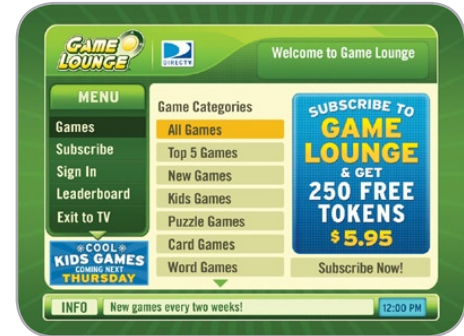 GAME
LOUNGE
DIRECTV
Welcome to Game Lounge
MENU
Games
Subscribe
Sign In
Leaderboard
Exit to TV
COOL
KIDS GAMES
COMING NEXT
THURSDAY
Game Categories
All Games
Top 5 Games
New Games
Kids Games
Puzzle Games
Card Games
Word Games
SUBSCRIBE TO
GAME
LOUNGE
& GET
250 FREE
TOKENS
$5.95
Subscribe Now!
INFO
New games every two weeks!
12:00 PM